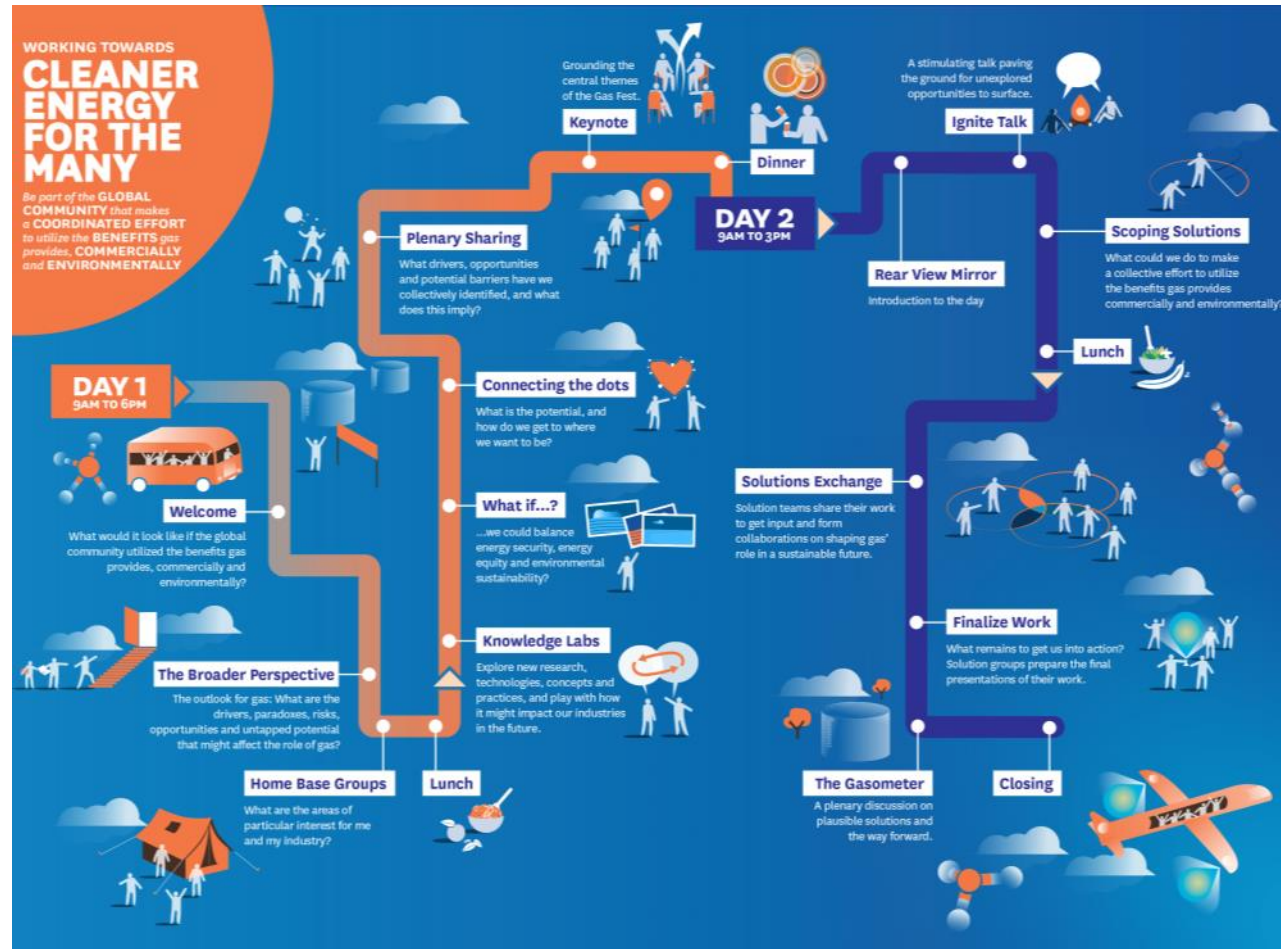 WORKING TOWARDS
CLEANER
ENERGY
FOR THE
MANY
Be part of the GLOBAL
COMMUNITY that makes
a COORDINATED EFFORT
to utilize the BENEFITS gas
provides, COMMERCIALLY
and ENVIRONMENTALLY
DAY 1
9AM TO 6PM
Welcome
What would it look like if the global
community utilized the benefits gas
provides, commercially and
environmentally?
The Broader Perspective
The outlook for gas: What are the
drivers, paradoxes, risks,
opportunities and untapped potential
that might affect the role of gas?
Home Base Groups
What are the areas of
particular interest for me
and my industry?
Lunch
Knowledge Labs
Explore new research,
technologies, concepts and
practices, and play with how
it might impact our industries
in the future.
What if...?
...we could balance
energy security, energy
equity and environmental
sustainability?
Connecting the dots
What is the potential, and
how do we get to where
we want to be?
Plenary Sharing
What drivers, opportunities
and potential barriers have we
collectively identified, and what
does this imply?
Grounding the
central themes
of the Gas Fest.
Keynote
Dinner
DAY 2
9AM TO 3PM
Rear View Mirror
Introduction to the day
A stimulating talk paving
the ground for unexplored
opportunities to surface.
Ignite Talk
Scoping Solutions
What could we do to make
a collective effort to utilize
the benefits gas provides
commercially and environmentally?
Lunch
Solutions Exchange
Solution teams share their work
to get input and form
collaborations on shaping gas'
role in a sustainable future.
Finalize Work
What remains to get us into action?
Solution groups prepare the final
presentations of their work.
The Gasometer
A plenary discussion on
plausible solutions and
the way forward.
Closing